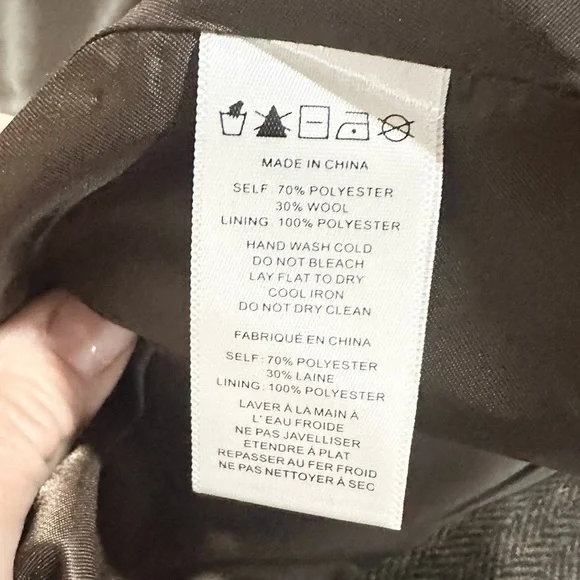 MADE IN CHINA
SELF: 70% POLYESTER
30% WOOL
LINING: 100% POLYESTER
HAND WASH COLD
DO NOT BLEACH
LAY FLAT TO DRY
COOL IRON
DO NOT DRY CLEAN
FABRIQUÉ EN CHINA
SELF: 70% POLYESTER
30% LAINE
LINING: 100% POLYESTER
LAVER À LA MAIN À
L' EAU FROIDE
NE PAS JAVELLISER
ÉTENDRE À PLAT
REPASSER AU FER FROID
NE PAS NETTOYER À SEC